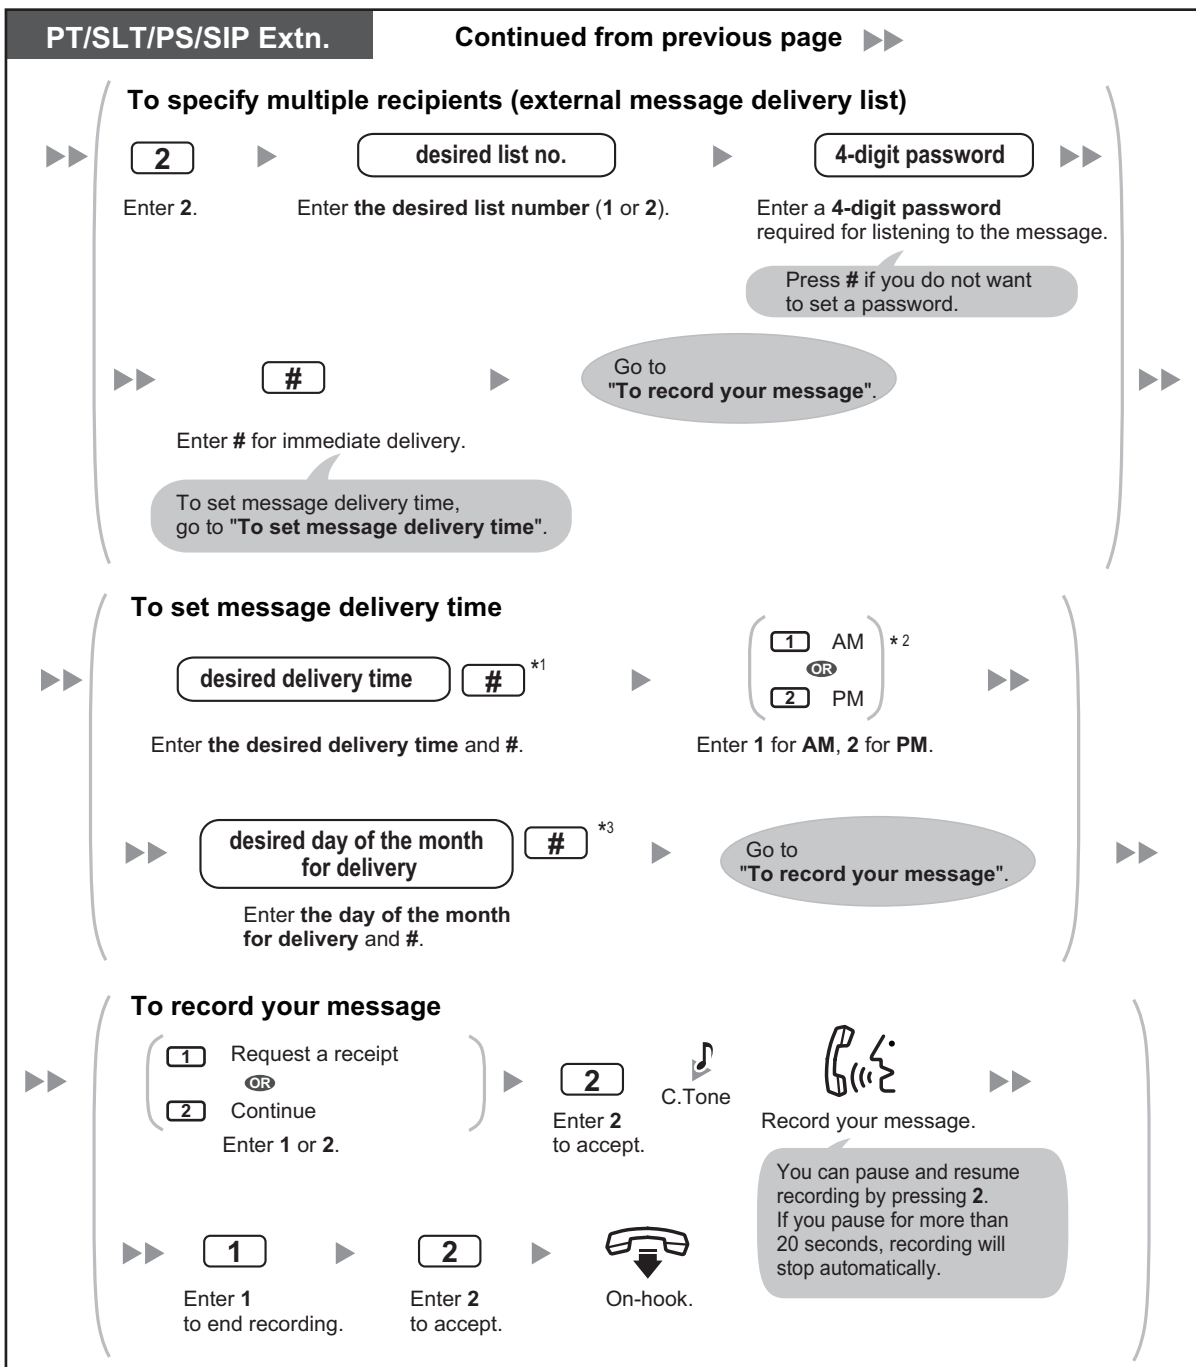 PT/SLT/PS/SIP Extn.
Continued from previous page
To specify multiple recipients (external message delivery list)
2
desired list no.
4-digit password
Enter 2.
Enter the desired list number (1 or 2).
Enter a 4-digit password
required for listening to the message.
Press # if you do not want
to set a password.
#
Go to
"To record your message".
Enter # for immediate delivery.
To set message delivery time,
go to "To set message delivery time".
To set message delivery time
desired delivery time
# *1
1 AM
OR
2 PM
*2
Enter the desired delivery time and #.
Enter 1 for AM, 2 for PM.
desired day of the month
for delivery
# *3
Go to
"To record your message".
Enter the day of the month
for delivery and #.
To record your message
1 Request a receipt
OR
2 Continue
Enter 1 or 2.
2
Enter 2
to accept.
C.Tone
Record your message.
You can pause and resume
recording by pressing 2.
If you pause for more than
20 seconds, recording will
stop automatically.
1
2
Enter 1
to end recording.
Enter 2
to accept.
On-hook.